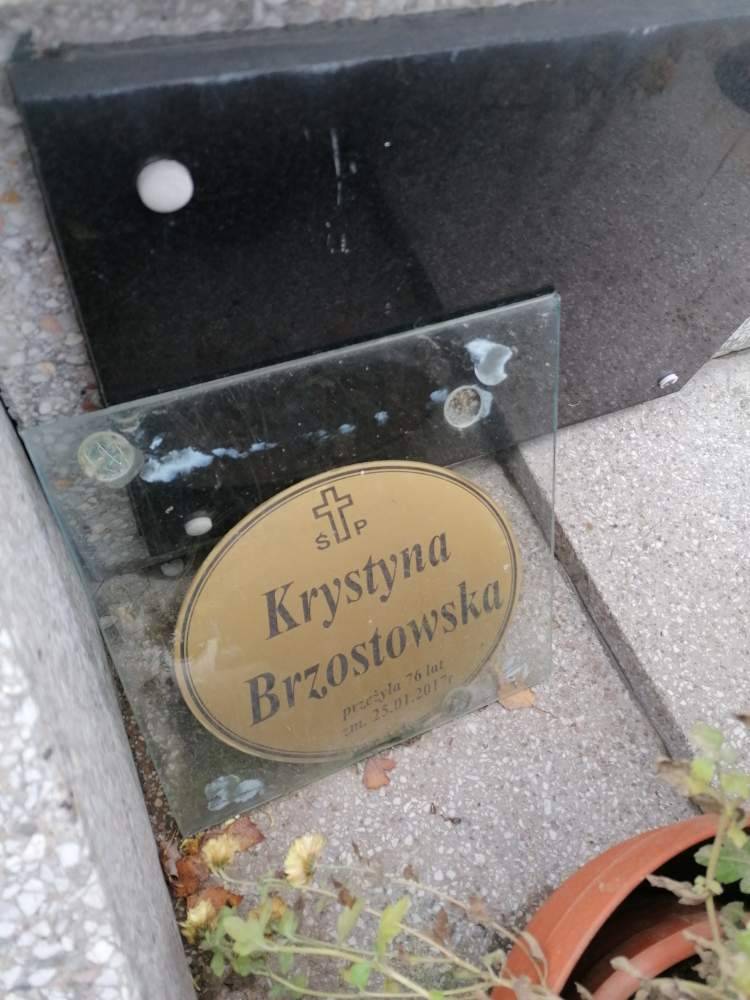 Ś P
Krystyna
Brzostowska
przeżyła 76 lat
zm. 25.01.2017r